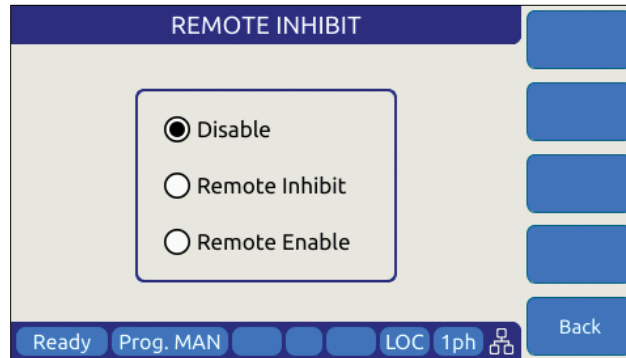 REMOTE INHIBIT
Disable
Remote Inhibit
Remote Enable
Back
Ready Prog. MAN LOC 1ph